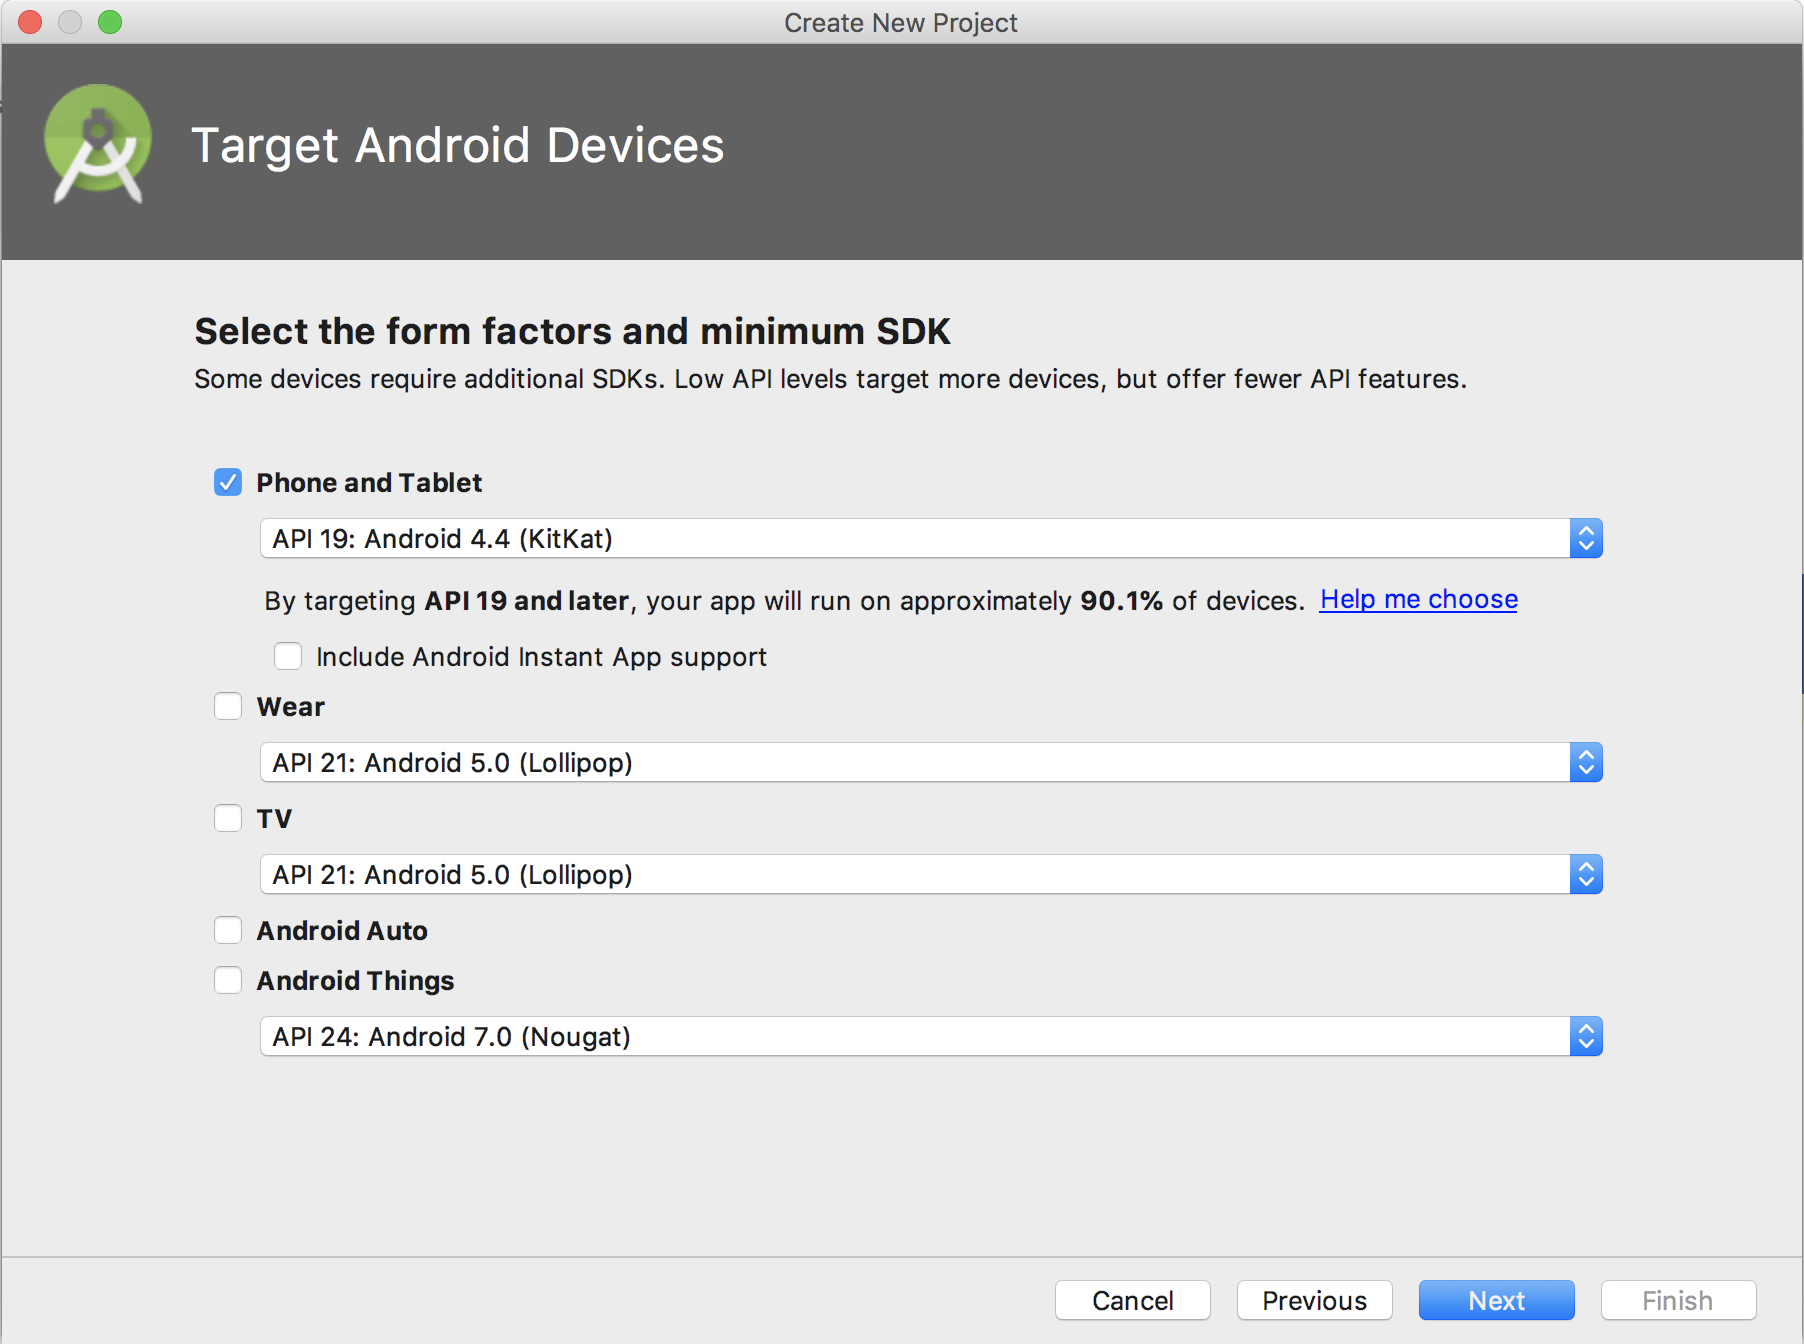 Create New Project
Target Android Devices
Select the form factors and minimum SDK
Some devices require additional SDKs. Low API levels target more devices, but offer fewer API features.
Phone and Tablet
API 19: Android 4.4 (KitKat)
By targeting API 19 and later, your app will run on approximately 90.1% of devices. Help me choose
Include Android Instant App support
Wear
API 21: Android 5.0 (Lollipop)
TV
API 21: Android 5.0 (Lollipop)
Android Auto
Android Things
API 24: Android 7.0 (Nougat)
Cancel Previous Next Finish